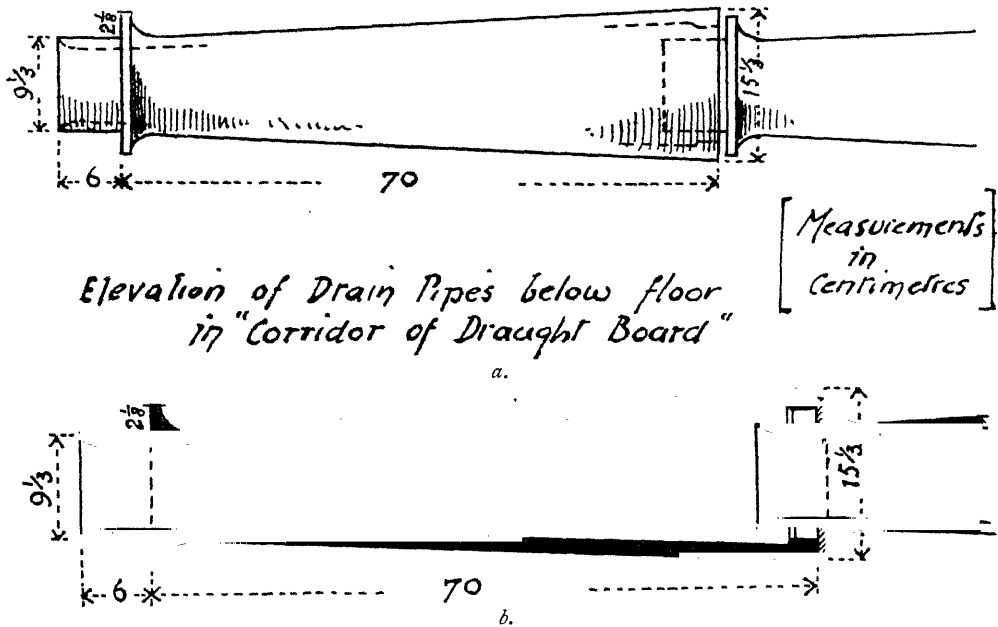 2⅛
9⅓
15⅓
6
70
[Measurements
in
Centimetres]
Elevation of Drain Pipes below floor
in "Corridor of Draught Board"
a.
2⅛
9⅓
15⅓
6
70
b.